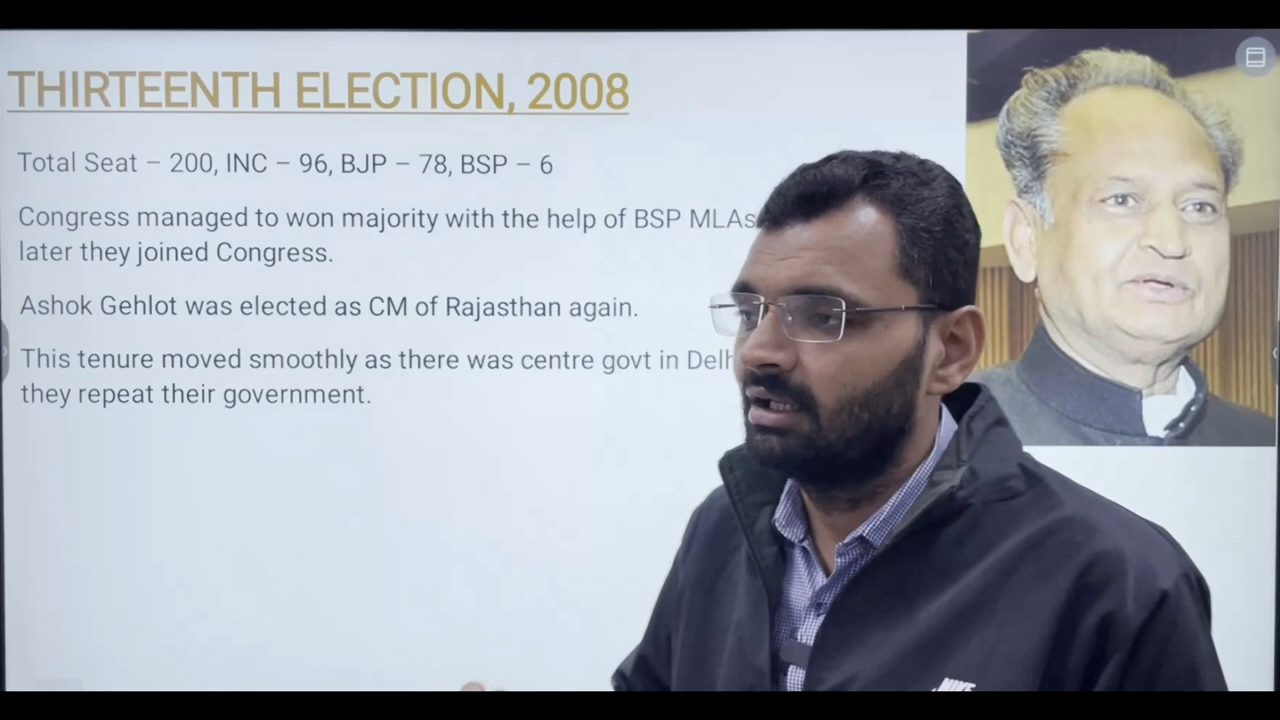 THIRTEENTH ELECTION, 2008
Total Seat – 200, INC – 96, BJP – 78, BSP – 6
Congress managed to won majority with the help of BSP MLAs
later they joined Congress.
Ashok Gehlot was elected as CM of Rajasthan again.
This tenure moved smoothly as there was centre govt in
they repeat their government.
NIKE